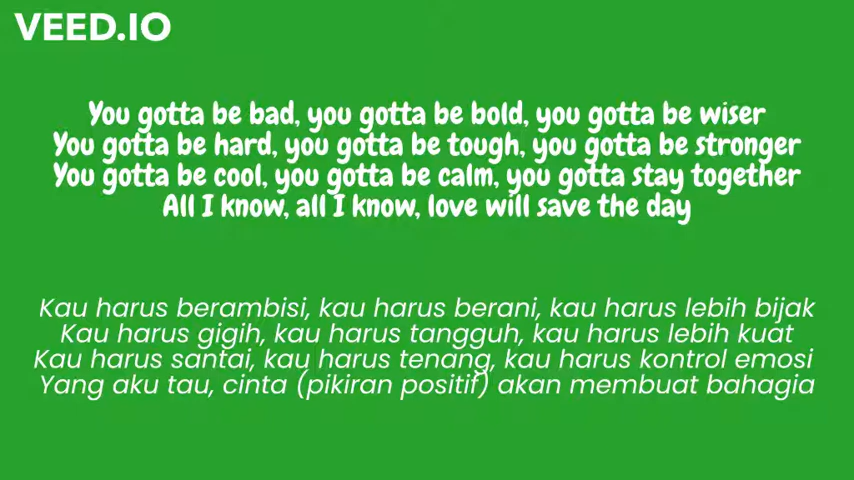 VEED.IO
You gotta be bad, you gotta be bold, you gotta be wiser
You gotta be hard, you gotta be tough, you gotta be stronger
You gotta be cool, you gotta be calm, you gotta stay together
All I know, all I know, love will save the day
Kau harus berambisi, kau harus berani, kau harus lebih bijak
Kau harus gigih, kau harus tangguh, kau harus lebih kuat
Kau harus santai, kau harus tenang, kau harus kontrol emosi
Yang aku tau, cinta (pikiran positif) akan membuat bahagia